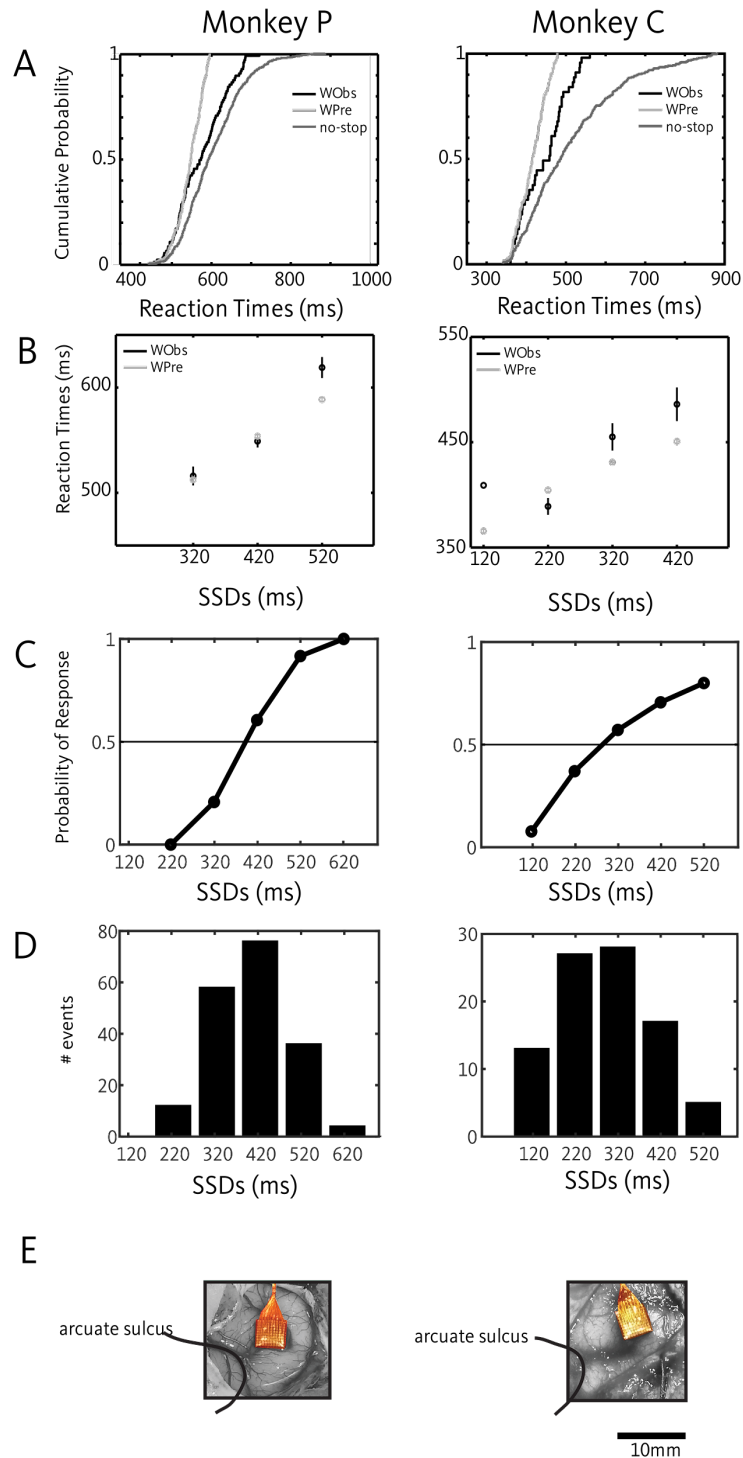 Monkey P
Monkey C
A
Cumulative Probability
1
0.5
0
WObs
WPre
no-stop
400 600 800 1000
Reaction Times (ms)
1
0.5
0
WObs
WPre
no-stop
300 500 700 900
Reaction Times (ms)
B
Reaction Times (ms)
600
500
WObs
WPre
320 420 520
SSDs (ms)
550
450
350
WObs
WPre
120 220 320 420
SSDs (ms)
C
Probability of Response
1
0.5
0
120 220 320 420 520 620
SSDs (ms)
1
0.5
0
120 220 320 420 520
SSDs (ms)
D
# events
80
60
40
20
0
120 220 320 420 520 620
SSDs (ms)
30
20
10
0
120 220 320 420 520
SSDs (ms)
E
arcuate sulcus
arcuate sulcus
10mm